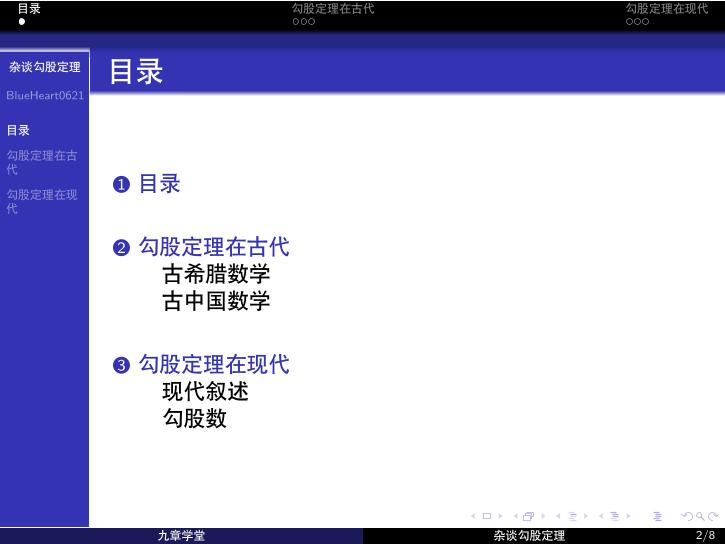 目录
勾股定理在古代
勾股定理在现代
杂谈勾股定理
BlueHeart0621
目录
勾股定理在古
代
勾股定理在现
代
目录
1 目录
2 勾股定理在古代
古希腊数学
古中国数学
3 勾股定理在现代
现代叙述
勾股数
九章学堂
杂谈勾股定理
2/8